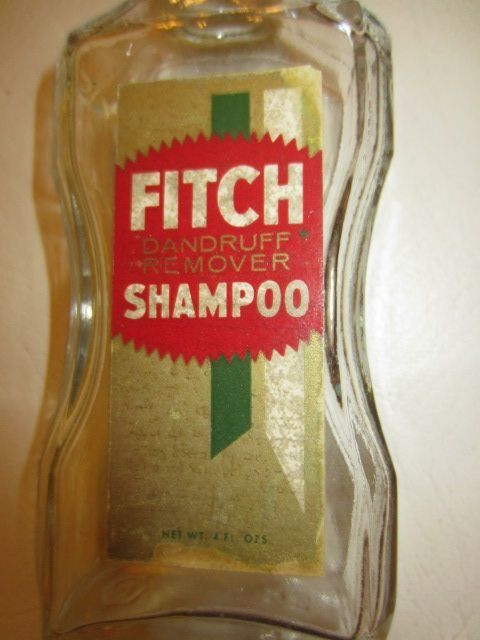 FITCH
DANDRUFF
REMOVER
SHAMPOO
NET WT. 4 FL. OZS.